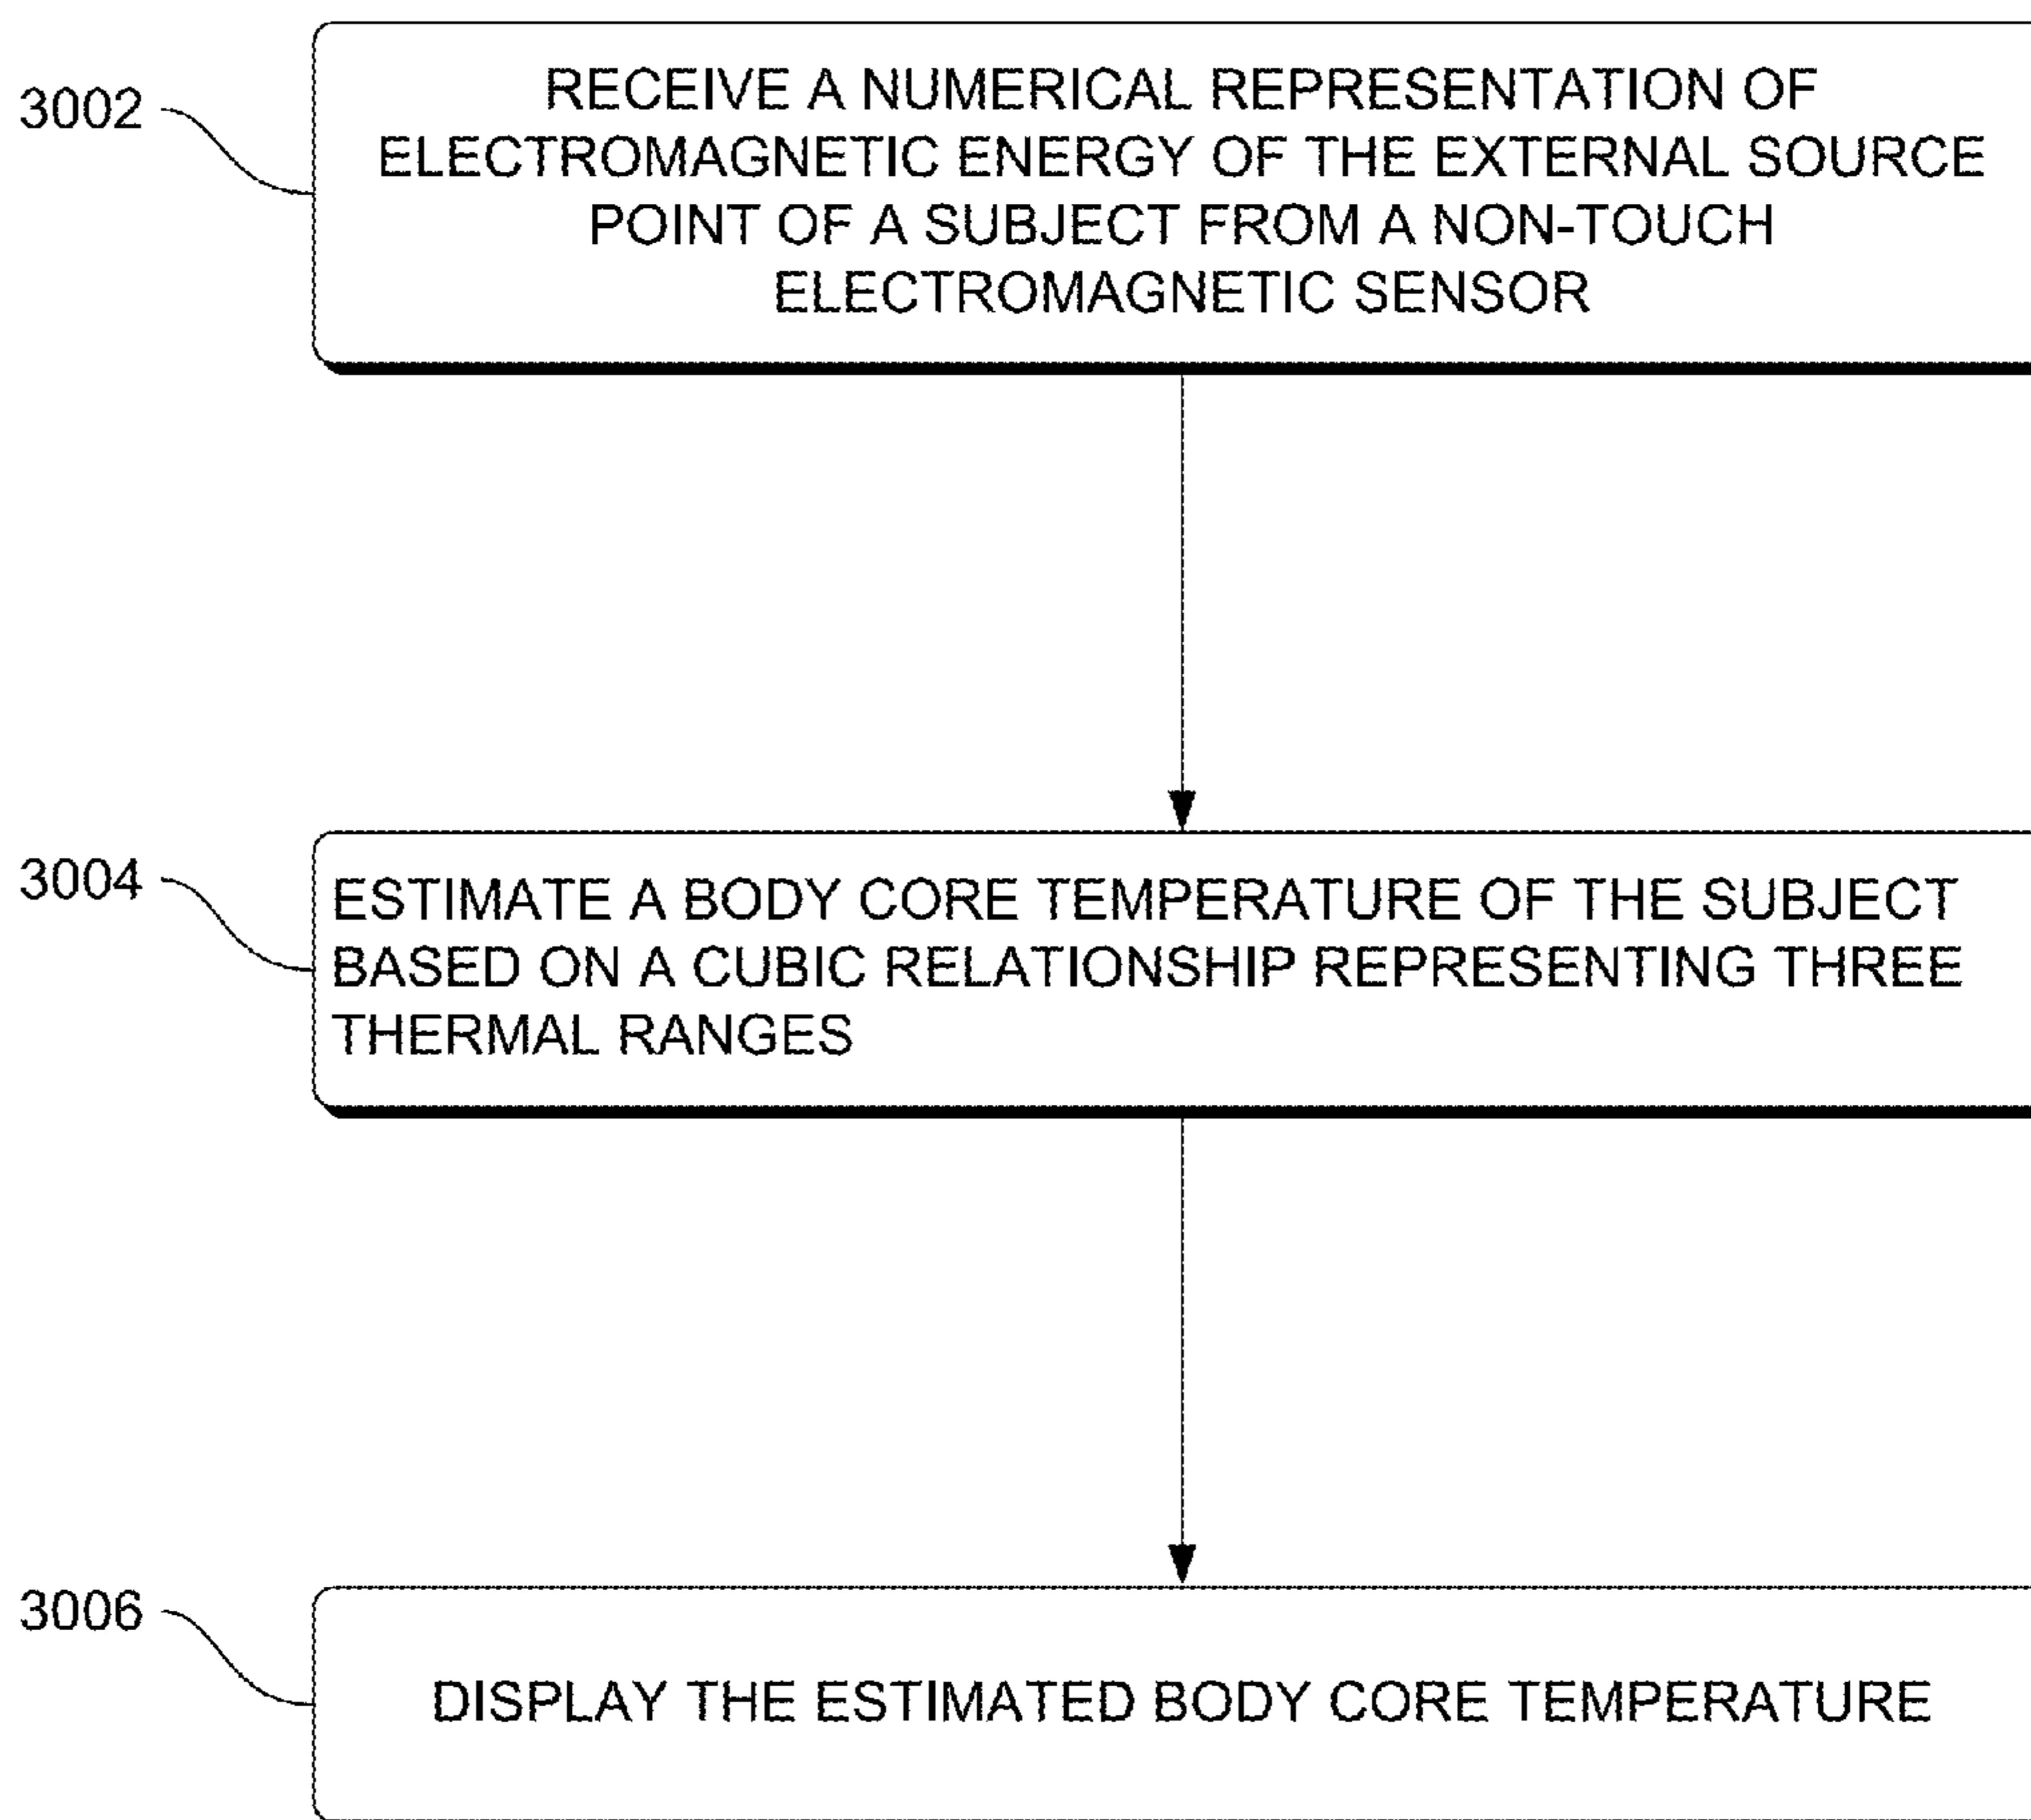 3002
RECEIVE A NUMERICAL REPRESENTATION OF
ELECTROMAGNETIC ENERGY OF THE EXTERNAL SOURCE
POINT OF A SUBJECT FROM A NON-TOUCH
ELECTROMAGNETIC SENSOR
3004
ESTIMATE A BODY CORE TEMPERATURE OF THE SUBJECT
BASED ON A CUBIC RELATIONSHIP REPRESENTING THREE
THERMAL RANGES
3006
DISPLAY THE ESTIMATED BODY CORE TEMPERATURE